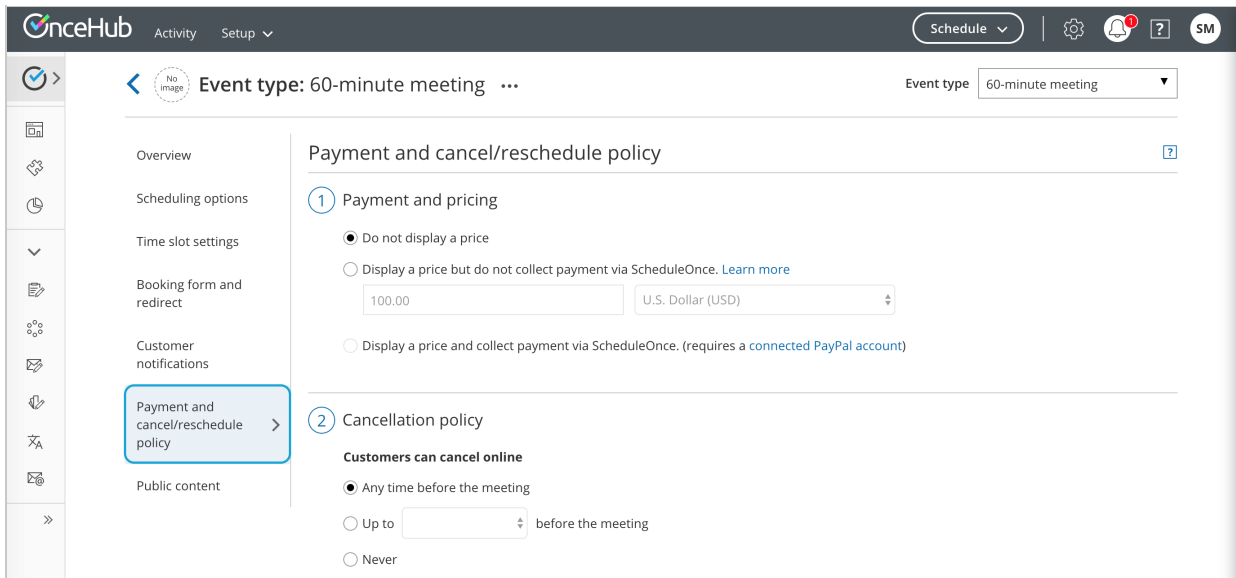 OnceHub Activity Setup Schedule 1 ? SM
No image Event type: 60-minute meeting ••• Event type 60-minute meeting
Overview
Scheduling options
Time slot settings
Booking form and
redirect
Customer
notifications
Payment and
cancel/reschedule
policy
Public content
Payment and cancel/reschedule policy ?
1 Payment and pricing
Do not display a price
Display a price but do not collect payment via ScheduleOnce. Learn more
100.00 U.S. Dollar (USD)
Display a price and collect payment via ScheduleOnce. (requires a connected PayPal account)
2 Cancellation policy
Customers can cancel online
Any time before the meeting
Up to before the meeting
Never